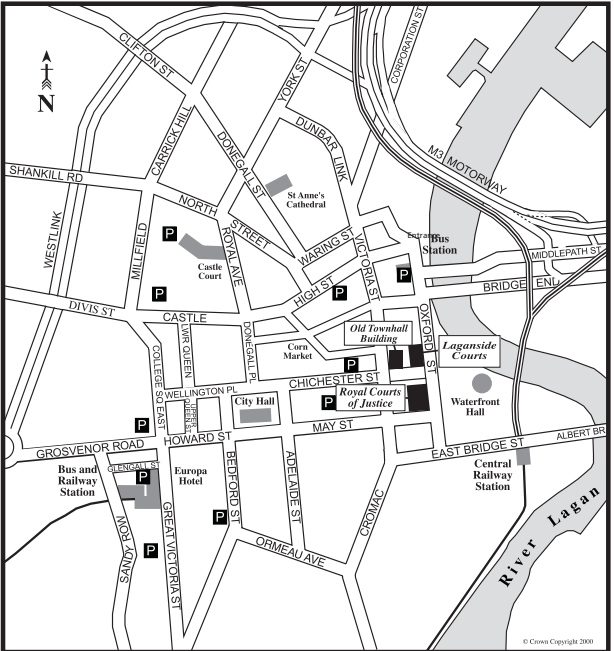 CLIFTON ST
YORK ST
CORPORATION ST
N
CARRICK HILL
DONEGALL ST
DUNBAR LINK
M3 MOTORWAY
SHANKILL RD
St Anne's
Cathedral
NORTH STREET
WESTLINK
MILLFIELD
P
ROYAL AVE
WARING ST
VICTORIA ST
Entrance
Bus
Station
Castle
Court
MIDDLEPATH ST
P
P
P
HIGH ST
BRIDGE END
DIVIS ST
CASTLE
OXFORD ST
Old Townhall
Building
Laganside
Courts
COLLEGE SQ EAST
LWR QUEEN
DONEGALL PL
Corn
Market
P
CHICHESTER ST
WELLINGTON PL
UPPER
QUEEN ST
City Hall
P
Royal Courts
of Justice
Waterfront
Hall
P
MAY ST
HOWARD ST
GROSVENOR ROAD
EAST BRIDGE ST
ALBERT BR
GLENGALL ST
Bus and
Railway
Station
P
Europa
Hotel
BEDFORD ST
ADELAIDE ST
CROMAC
Central
Railway
Station
GREAT VICTORIA ST
P
SANDY ROW
P
ORMEAU AVE
River Lagan
© Crown Copyright 2000